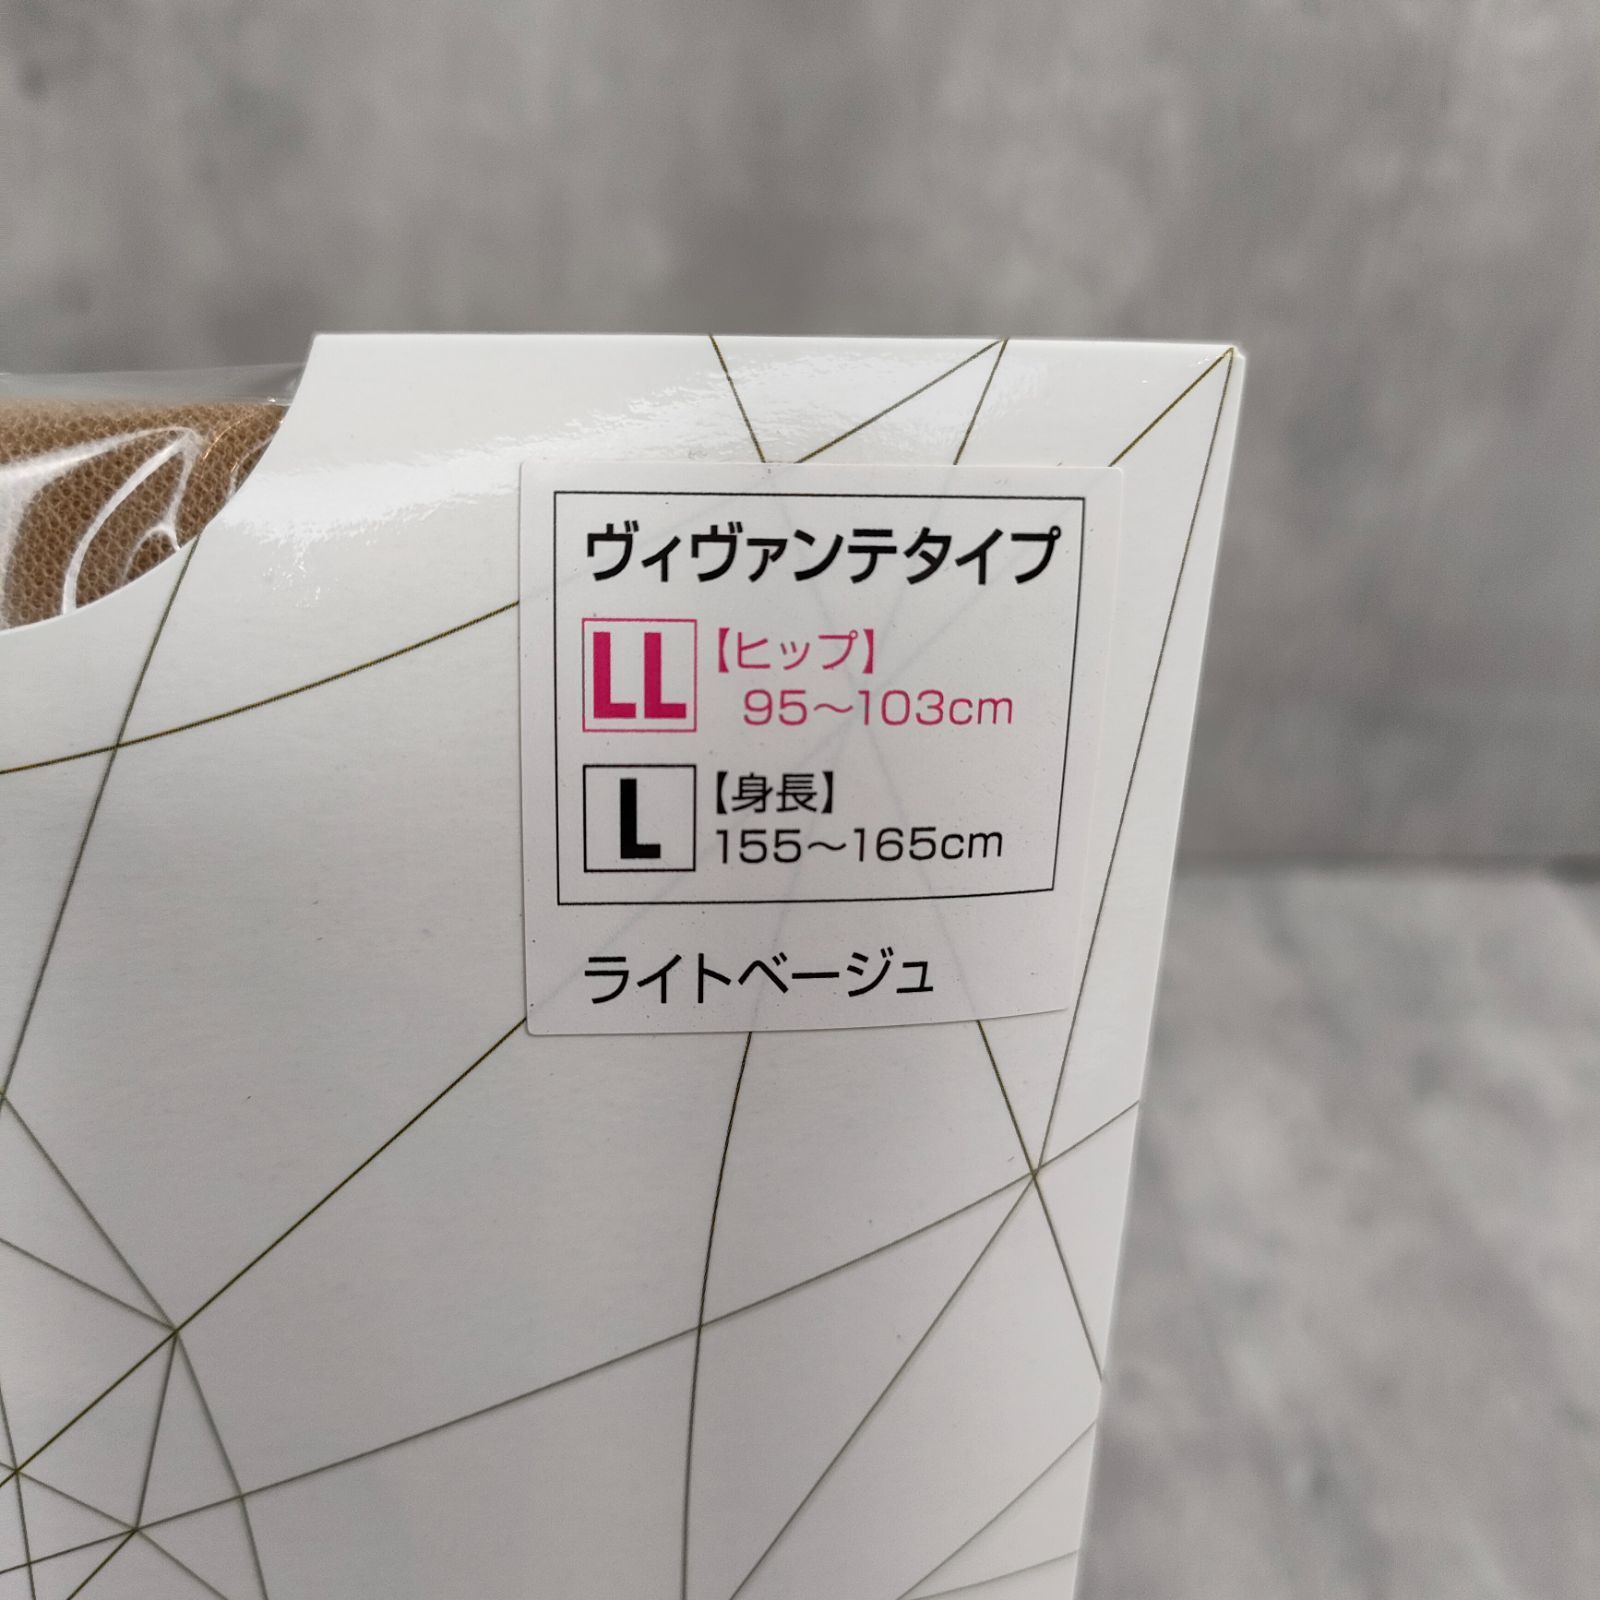 ヴィヴァンテタイプ
LL 【ヒップ】
95～103cm
L 【身長】
155～165cm
ライトベージュ